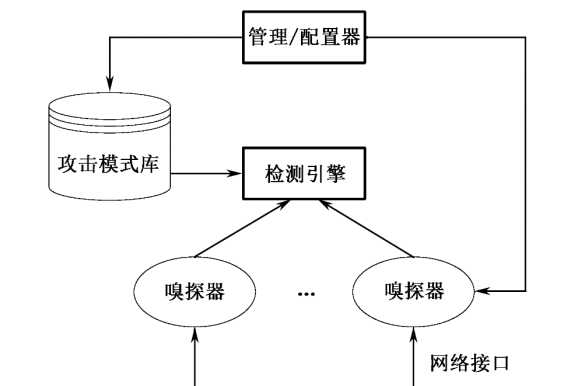 管理/配置器
攻击模式库
检测引擎
嗅探器
...
嗅探器
网络接口